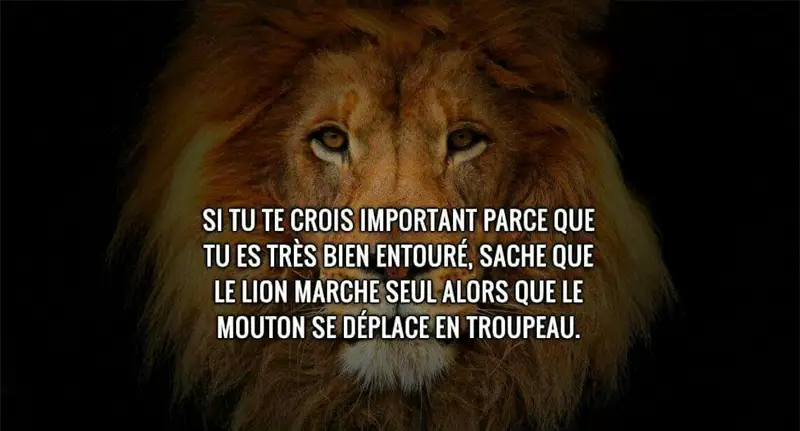 SI TU TE CROIS IMPORTANT PARCE QUE
TU ES TRÈS BIEN ENTOURÉ, SACHE QUE
LE LION MARCHE SEUL ALORS QUE LE
MOUTON SE DÉPLACE EN TROUPEAU.